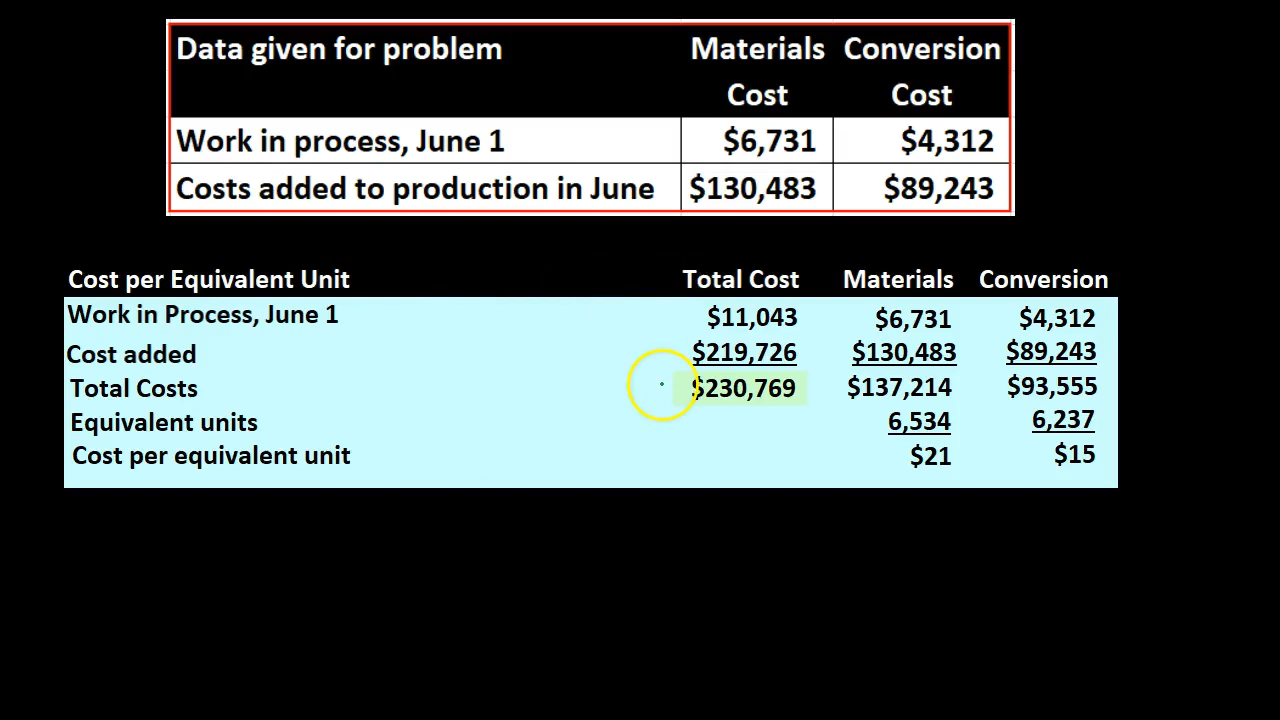 Data given for problem Materials Conversion
Cost Cost
Work in process, June 1 $6,731 $4,312
Costs added to production in June $130,483 $89,243
Cost per Equivalent Unit Total Cost Materials Conversion
Work in Process, June 1 $11,043 $6,731 $4,312
Cost added $219,726 $130,483 $89,243
Total Costs $230,769 $137,214 $93,555
Equivalent units 6,534 6,237
Cost per equivalent unit $21 $15